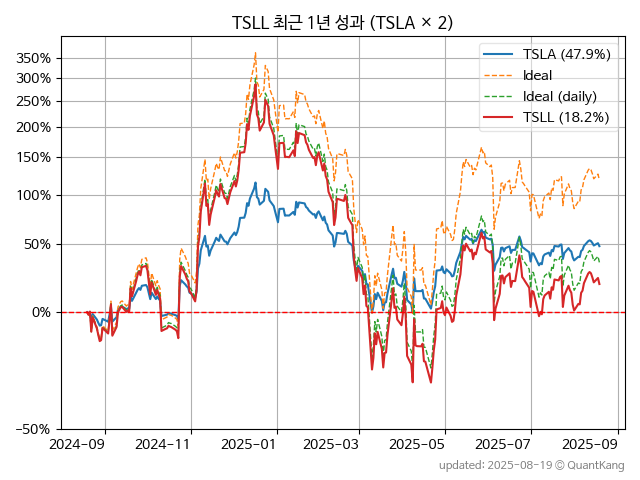 TSLL 최근 1년 성과 (TSLA × 2)
350%
300%
250%
200%
150%
100%
50%
0%
−50%
TSLA (47.9%)
Ideal
Ideal (daily)
TSLL (18.2%)
2024-09
2024-11
2025-01
2025-03
2025-05
2025-07
2025-09
updated: 2025-08-19 © QuantKang